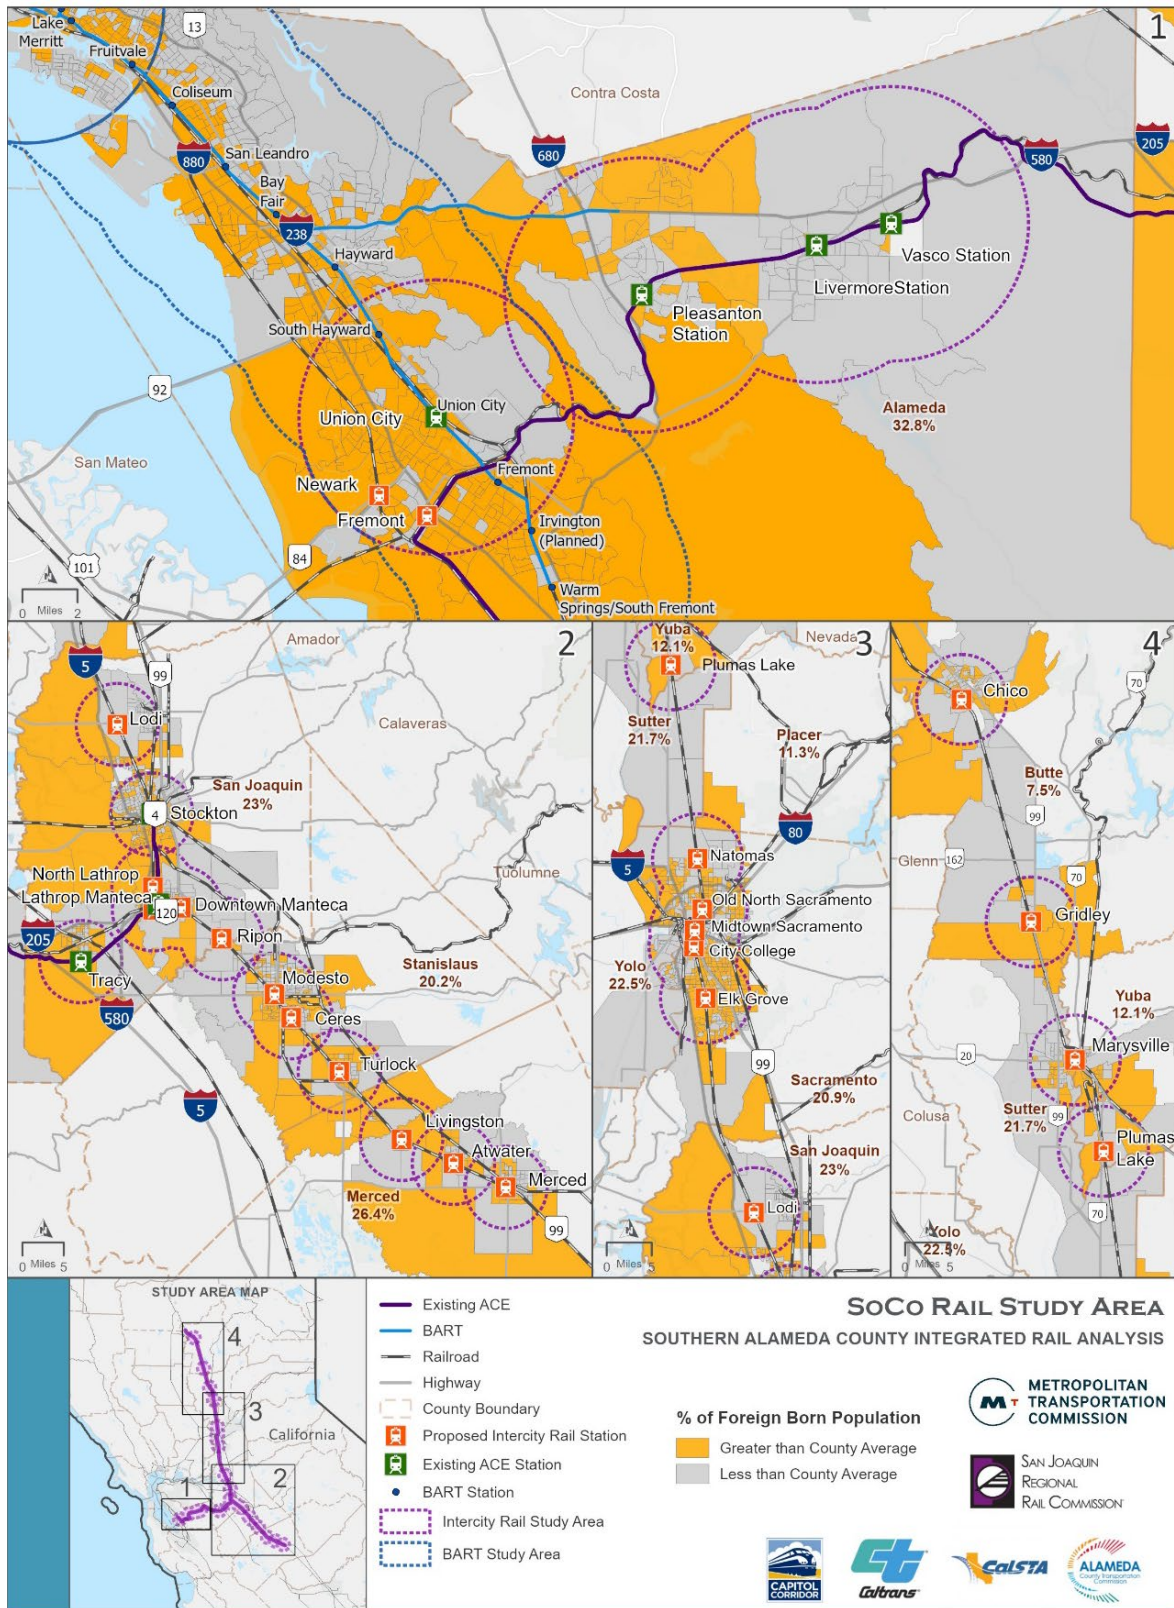 1
Lake
Merritt
13
Fruitvale
Coliseum
Contra Costa
880
San Leandro
680
580
205
Bay
Fair
238
Hayward
Vasco Station
LivermoreStation
Pleasanton
Station
South Hayward
92
Union City
Union City
Alameda
32.8%
San Mateo
Newark
Fremont
Fremont
Irvington
(Planned)
84
101
Warm
Springs/South Fremont
0 Miles 2
2
Amador
5
99
Lodi
Calaveras
San Joaquin
23%
4
Stockton
North Lathrop
Lathrop Manteca
120
Downtown Manteca
Tuolumne
205
Ripon
Tracy
Stanislaus
20.2%
Modesto
580
Ceres
Turlock
5
Livingston
Atwater
Merced
Merced
26.4%
99
0 Miles 5
3
Yuba
12.1%
Nevada
Plumas Lake
Sutter
21.7%
Placer
11.3%
80
5
Natomas
Old North Sacramento
Midtown Sacramento
City College
Yolo
22.5%
Elk Grove
99
Sacramento
20.9%
San Joaquin
23%
Lodi
0 Miles 5
4
70
Chico
Butte
7.5%
99
Glenn
162
70
Gridley
Yuba
12.1%
20
Marysville
Colusa
Sutter
21.7%
99
Plumas
Lake
70
Yolo
22.5%
0 Miles 5
STUDY AREA MAP
4
3
California
2
1
Existing ACE
BART
Railroad
Highway
County Boundary
Proposed Intercity Rail Station
Existing ACE Station
BART Station
Intercity Rail Study Area
BART Study Area
SOCO RAIL STUDY AREA
SOUTHERN ALAMEDA COUNTY INTEGRATED RAIL ANALYSIS
% of Foreign Born Population
Greater than County Average
Less than County Average
MT
METROPOLITAN
TRANSPORTATION
COMMISSION
SAN JOAQUIN
REGIONAL
RAIL COMMISSION
CAPITOL
CORRIDOR
ct
Caltrans
CalSTA
ALAMEDA
County Transportation
Commission